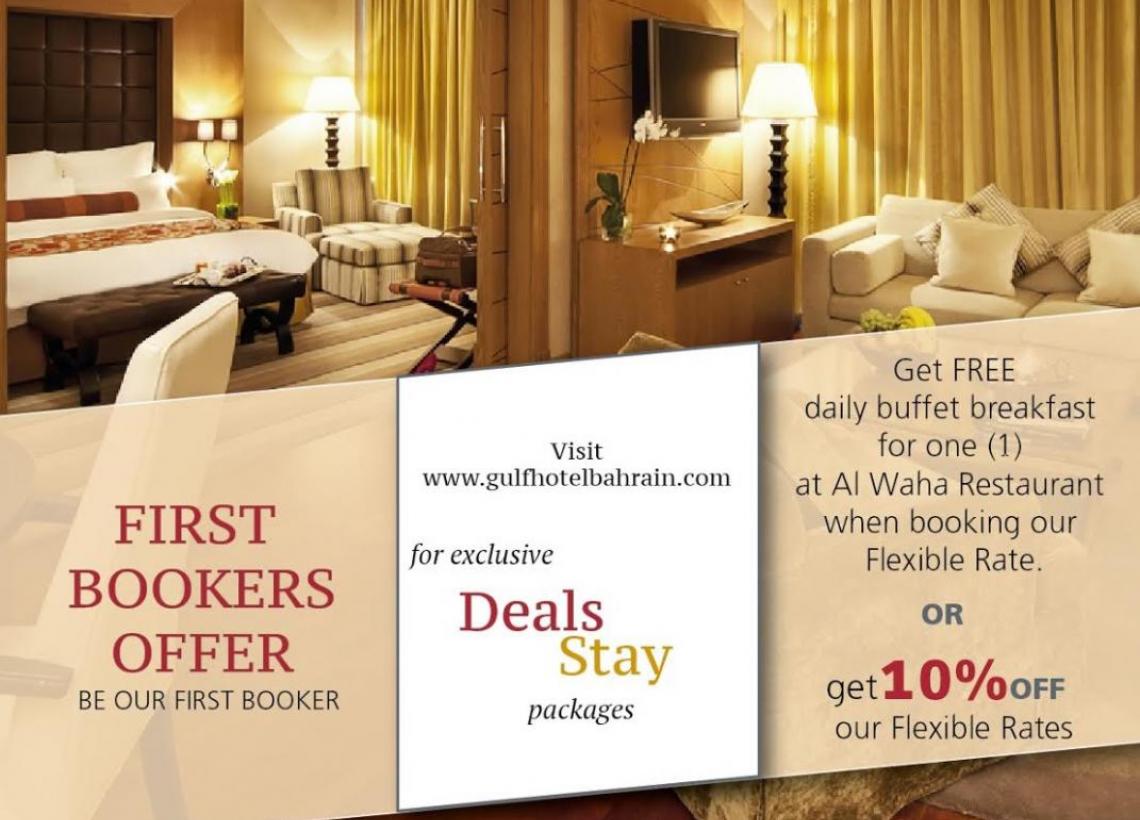 FIRST
BOOKERS
OFFER
BE OUR FIRST BOOKER
Visit
www.gulfhotelbahrain.com
for exclusive
Deals
Stay
packages
Get FREE
daily buffet breakfast
for one (1)
at Al Waha Restaurant
when booking our
Flexible Rate.
OR
get 10% OFF
our Flexible Rates